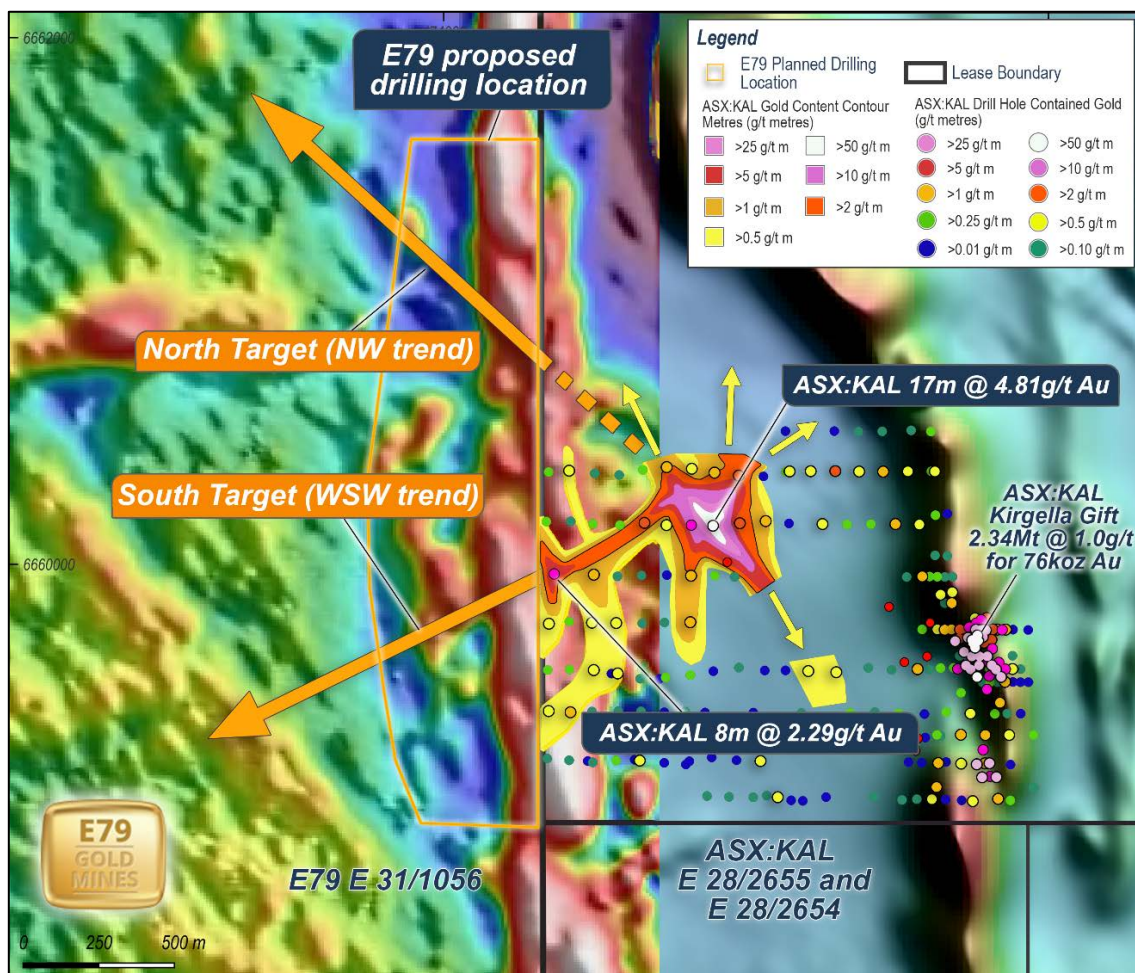 6662000
E79 proposed
drilling location
Legend
E79 Planned Drilling
Location
Lease Boundary
ASX:KAL Gold Content Contour
Metres (g/t metres)
>25 g/t m
>50 g/t m
>5 g/t m
>10 g/t m
>1 g/t m
>2 g/t m
>0.5 g/t m
ASX:KAL Drill Hole Contained Gold
(g/t metres)
>25 g/t m
>50 g/t m
>5 g/t m
>10 g/t m
>1 g/t m
>2 g/t m
>0.25 g/t m
>0.5 g/t m
>0.01 g/t m
>0.10 g/t m
North Target (NW trend)
ASX:KAL 17m @ 4.81g/t Au
South Target (WSW trend)
ASX:KAL
Kirgella Gift
2.34Mt @ 1.0g/t
for 76koz Au
6660000
ASX:KAL 8m @ 2.29g/t Au
E79
GOLD
MINES
E79 E 31/1056
ASX:KAL
E 28/2655 and
E 28/2654
0 250 500 m